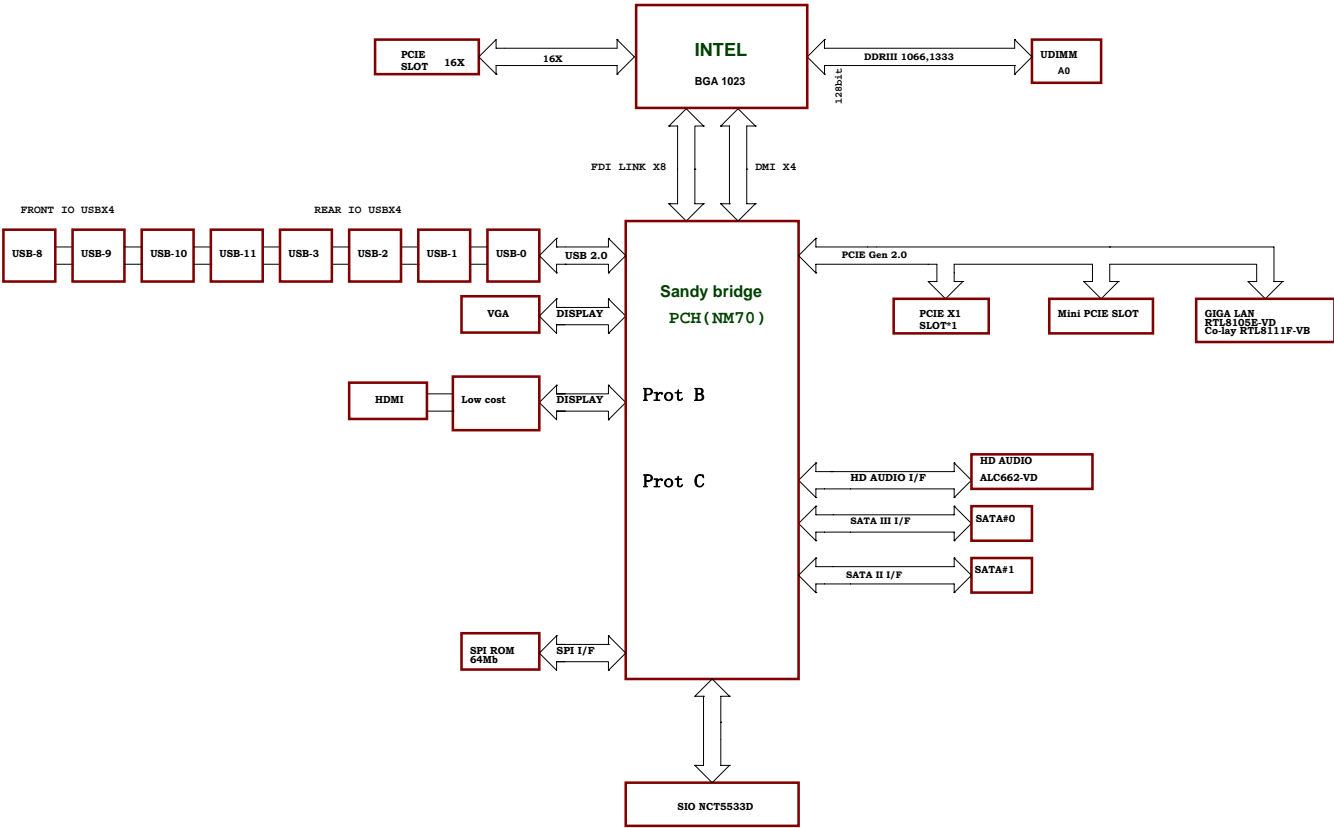 INTEL
BGA 1023
PCIE
SLOT 16X
16X
DDRIII 1066,1333
128bit
UDIMM
A0
FDI LINK X8
DMI X4
FRONT IO USBX4
REAR IO USBX4
USB-8
USB-9
USB-10
USB-11
USB-3
USB-2
USB-1
USB-0
USB 2.0
PCIE Gen 2.0
Sandy bridge
PCH(NM70)
VGA
DISPLAY
PCIE X1
SLOT*1
Mini PCIE SLOT
GIGA LAN
RTL8105E-VD
Co-lay RTL8111F-VB
HDMI
Low cost
DISPLAY
Prot B
Prot C
HD AUDIO I/F
HD AUDIO
ALC662-VD
SATA III I/F
SATA#0
SATA II I/F
SATA#1
SPI ROM
64Mb
SPI I/F
SIO NCT5533D